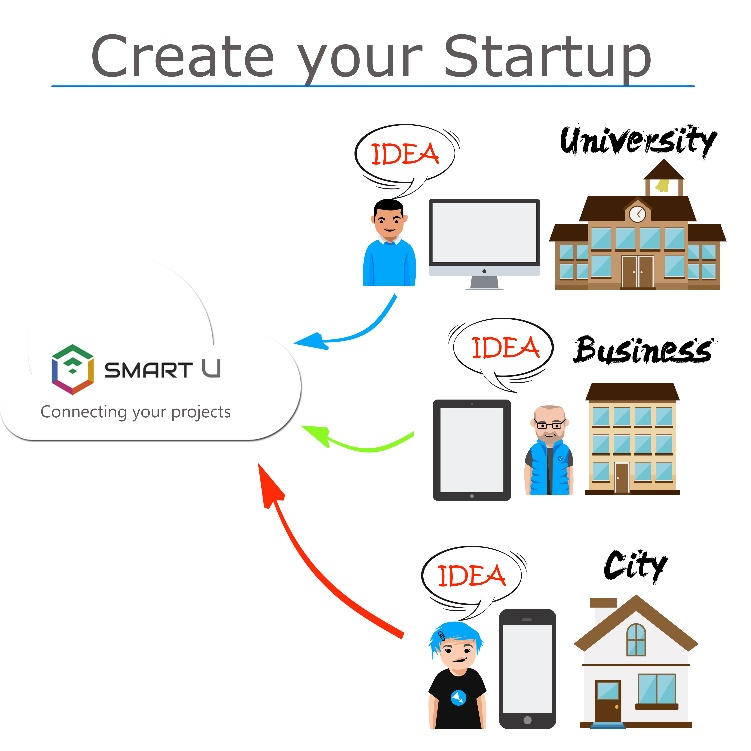 Create your Startup
IDEA
University
IDEA
Business
SMART U
Connecting your projects
IDEA
City